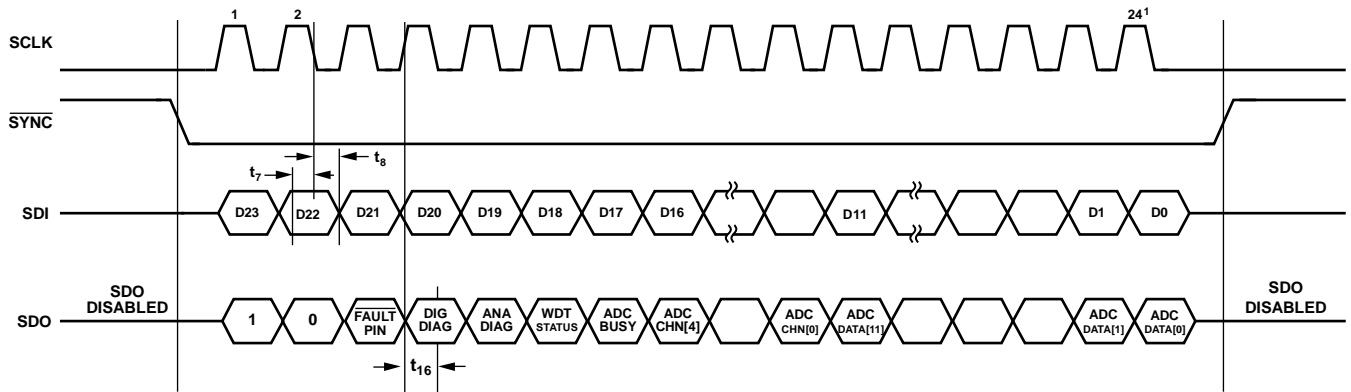 1 2 24¹
SCLK
SYNC
t₈
t₇
SDI D23 D22 D21 D20 D19 D18 D17 D16 D11 D1 D0
SDO DISABLED
SDO 1 0 FAULT PIN DIG DIAG ANA DIAG WDT STATUS ADC BUSY ADC CHN[4] ADC CHN[0] ADC DATA[11] ADC DATA[1] ADC DATA[0]
SDO DISABLED
t₁₆